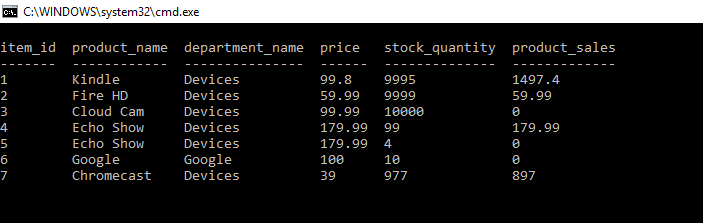 C:\WINDOWS\system32\cmd.exe
item_id product_name department_name price stock_quantity product_sales
------- ------------ --------------- ------ -------------- -------------
1 Kindle Devices 99.8 9995 1497.4
2 Fire HD Devices 59.99 9999 59.99
3 Cloud Cam Devices 99.99 10000 0
4 Echo Show Devices 179.99 99 179.99
5 Echo Show Devices 179.99 4 0
6 Google Google 100 10 0
7 Chromecast Devices 39 977 897